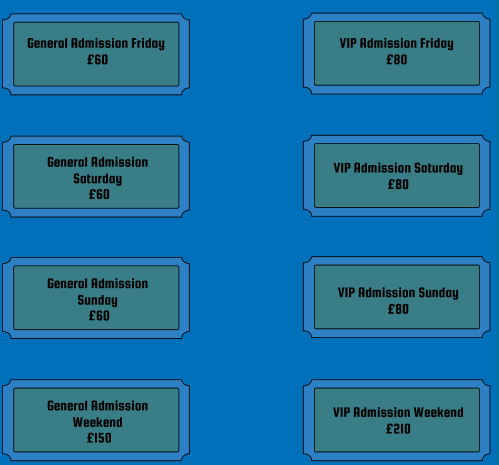 General Admission Friday
£60
VIP Admission Friday
£80
General Admission
Saturday
£60
VIP Admission Saturday
£80
General Admission
Sunday
£60
VIP Admission Sunday
£80
General Admission
Weekend
£150
VIP Admission Weekend
£210